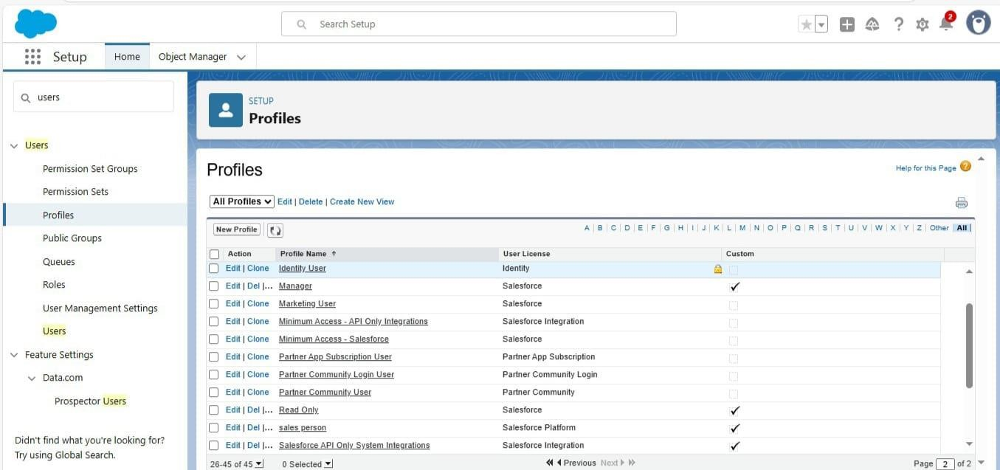 Search Setup
2
Setup
Home
Object Manager
users
Users
Permission Set Groups
Permission Sets
Profiles
Public Groups
Queues
Roles
User Management Settings
Users
Feature Settings
Data.com
Prospector Users
Didn't find what you're looking for?
Try using Global Search.
SETUP
Profiles
Profiles
Help for this Page ?
All Profiles Edit | Delete | Create New View
New Profile
A | B | C | D | E | F | G | H | I | J | K | L | M | N | O | P | Q | R | S | T | U | V | W | X | Y | Z | Other | All
Action Profile Name ↑ User License Custom
Edit | Clone Identity User Identity
Edit | Del |... Manager Salesforce ✓
Edit | Clone Marketing User Salesforce
Edit | Clone Minimum Access - API Only Integrations Salesforce Integration
Edit | Clone Minimum Access - Salesforce Salesforce
Edit | Clone Partner App Subscription User Partner App Subscription
Edit | Clone Partner Community Login User Partner Community Login
Edit | Clone Partner Community User Partner Community
Edit | Del |... Read Only Salesforce ✓
Edit | Del |... sales person Salesforce Platform ✓
Edit | Del |... Salesforce API Only System Integrations Salesforce Integration ✓
26-45 of 45 0 Selected Previous Next Page 2 of 2